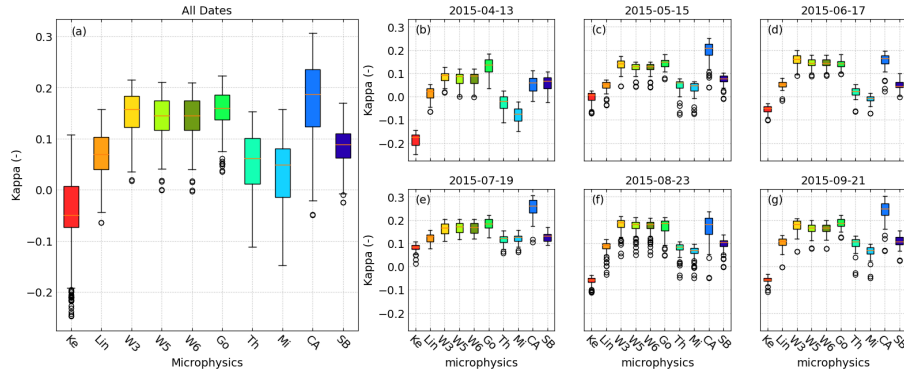 All Dates
(a)
Kappa (-)
0.3
0.2
0.1
0.0
−0.1
−0.2
Ke Lin W3 W5 W6 Go Th Mi CA SB
Microphysics
2015-04-13
(b)
Kappa (-)
0.3
0.2
0.1
0.0
−0.1
−0.2
2015-05-15
(c)
2015-06-17
(d)
2015-07-19
(e)
Kappa (-)
0.3
0.2
0.1
0.0
−0.1
−0.2
Ke Lin W3 W5 W6 Go Th Mi CA SB
microphysics
2015-08-23
(f)
Ke Lin W3 W5 W6 Go Th Mi CA SB
microphysics
2015-09-21
(g)
Ke Lin W3 W5 W6 Go Th Mi CA SB
microphysics